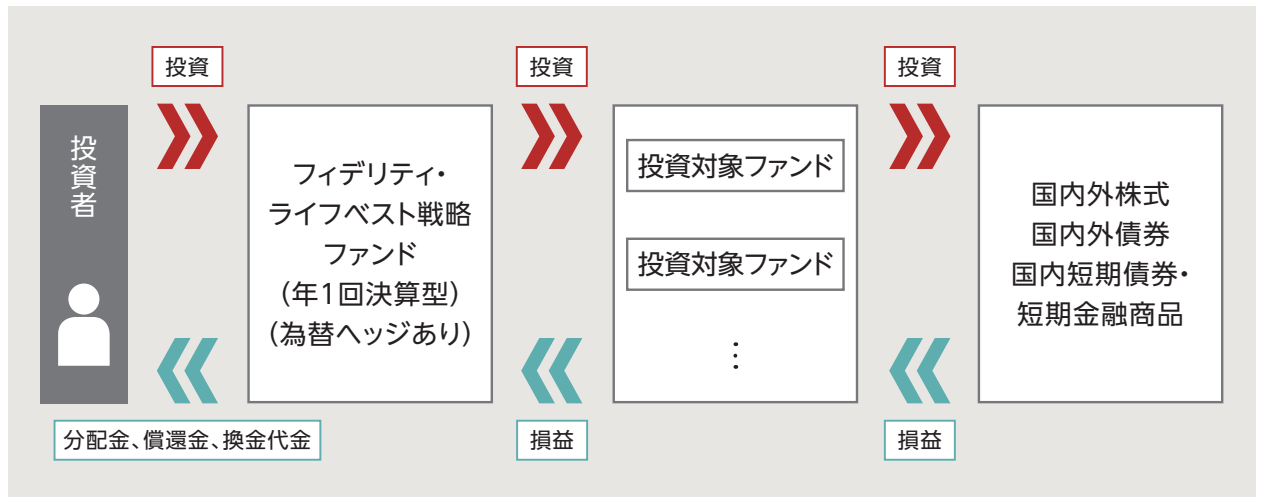 投資
投資
投資
投資者
フィデリティ・
ライフベスト戦略
ファンド
(年1回決算型)
(為替ヘッジあり)
投資対象ファンド
投資対象ファンド
⋮
国内外株式
国内外債券
国内短期債券・
短期金融商品
分配金、償還金、換金代金
損益
損益